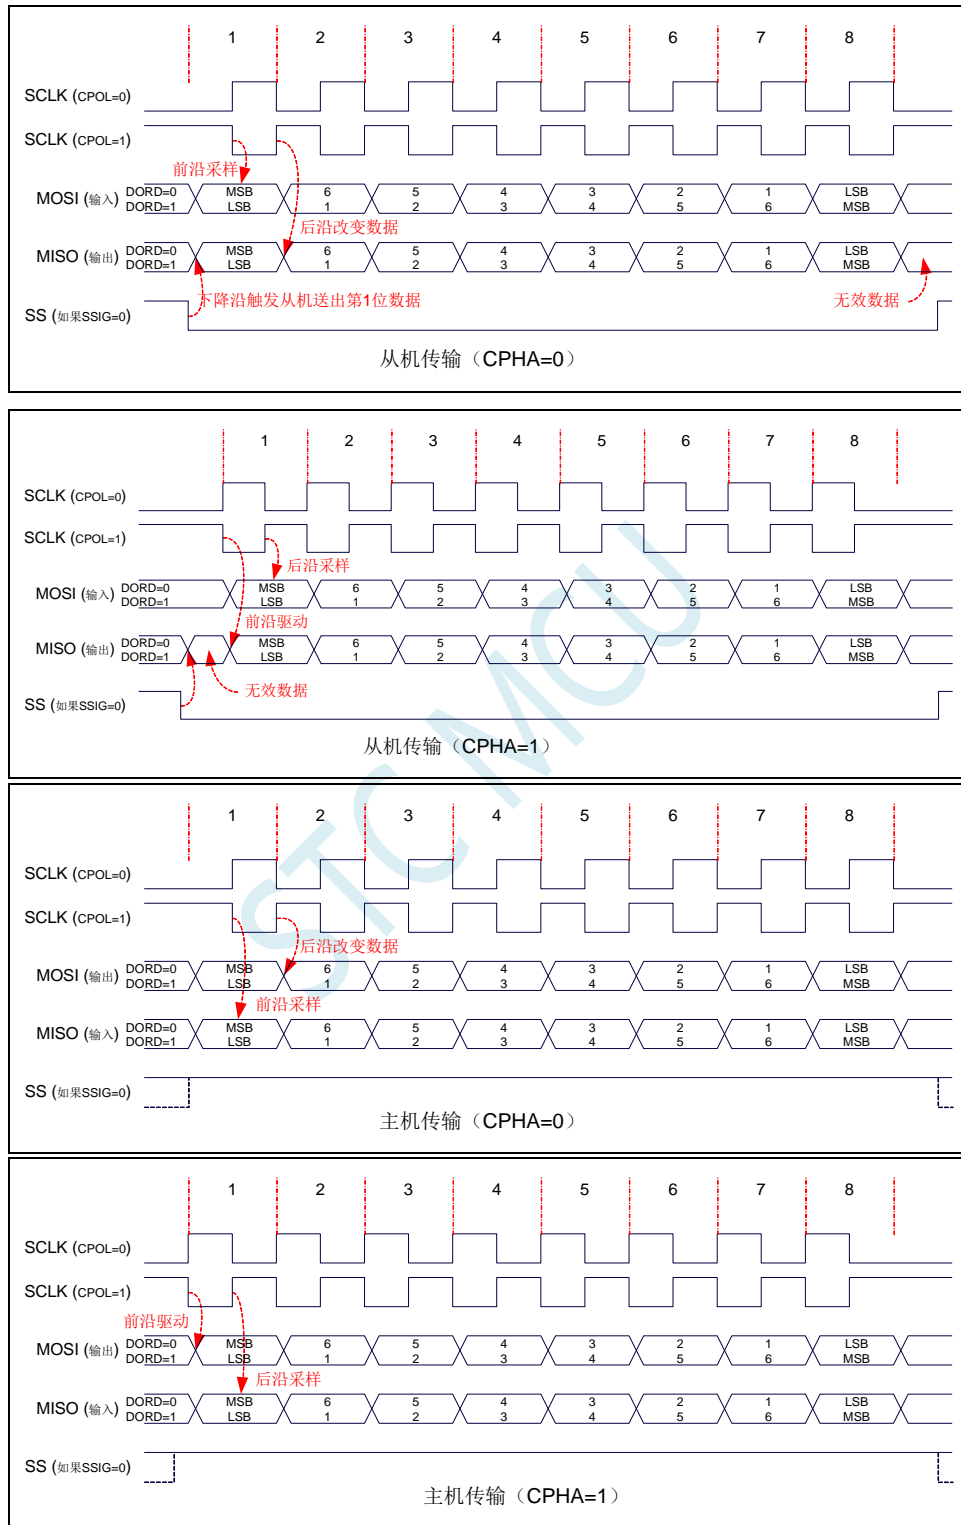 1 2 3 4 5 6 7 8
SCLK (CPOL=0)
SCLK (CPOL=1)
前沿采样
MOSI (输入) DORD=0 MSB 6 5 4 3 2 1 LSB
DORD=1 LSB 1 2 3 4 5 6 MSB
后沿改变数据
MISO (输出) DORD=0 MSB 6 5 4 3 2 1 LSB
DORD=1 LSB 1 2 3 4 5 6 MSB
下降沿触发从机送出第1位数据 无效数据
SS (如果SSIG=0)
从机传输（CPHA=0）
1 2 3 4 5 6 7 8
SCLK (CPOL=0)
SCLK (CPOL=1)
后沿采样
MOSI (输入) DORD=0 MSB 6 5 4 3 2 1 LSB
DORD=1 LSB 1 2 3 4 5 6 MSB
前沿驱动
MISO (输出) DORD=0 MSB 6 5 4 3 2 1 LSB
DORD=1 LSB 1 2 3 4 5 6 MSB
无效数据
SS (如果SSIG=0)
从机传输（CPHA=1）
STC MCU
1 2 3 4 5 6 7 8
SCLK (CPOL=0)
SCLK (CPOL=1)
后沿改变数据
MOSI (输出) DORD=0 MSB 6 5 4 3 2 1 LSB
DORD=1 LSB 1 2 3 4 5 6 MSB
前沿采样
MISO (输入) DORD=0 MSB 6 5 4 3 2 1 LSB
DORD=1 LSB 1 2 3 4 5 6 MSB
SS (如果SSIG=0)
主机传输（CPHA=0）
1 2 3 4 5 6 7 8
SCLK (CPOL=0)
SCLK (CPOL=1)
前沿驱动
MOSI (输出) DORD=0 MSB 6 5 4 3 2 1 LSB
DORD=1 LSB 1 2 3 4 5 6 MSB
后沿采样
MISO (输入) DORD=0 MSB 6 5 4 3 2 1 LSB
DORD=1 LSB 1 2 3 4 5 6 MSB
SS (如果SSIG=0)
主机传输（CPHA=1）